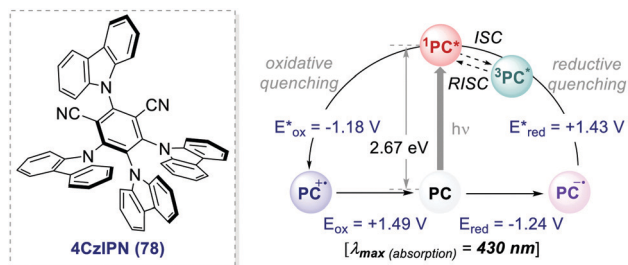 N
CN
CN
N
N
N
4CzIPN (78)
oxidative
quenching
¹PC*
ISC
RISC
³PC*
reductive
quenching
E*ox = -1.18 V
2.67 eV
hν
E*red = +1.43 V
PC+•
PC
PC−•
Eox = +1.49 V
Ered = -1.24 V
[λmax (absorption) = 430 nm]